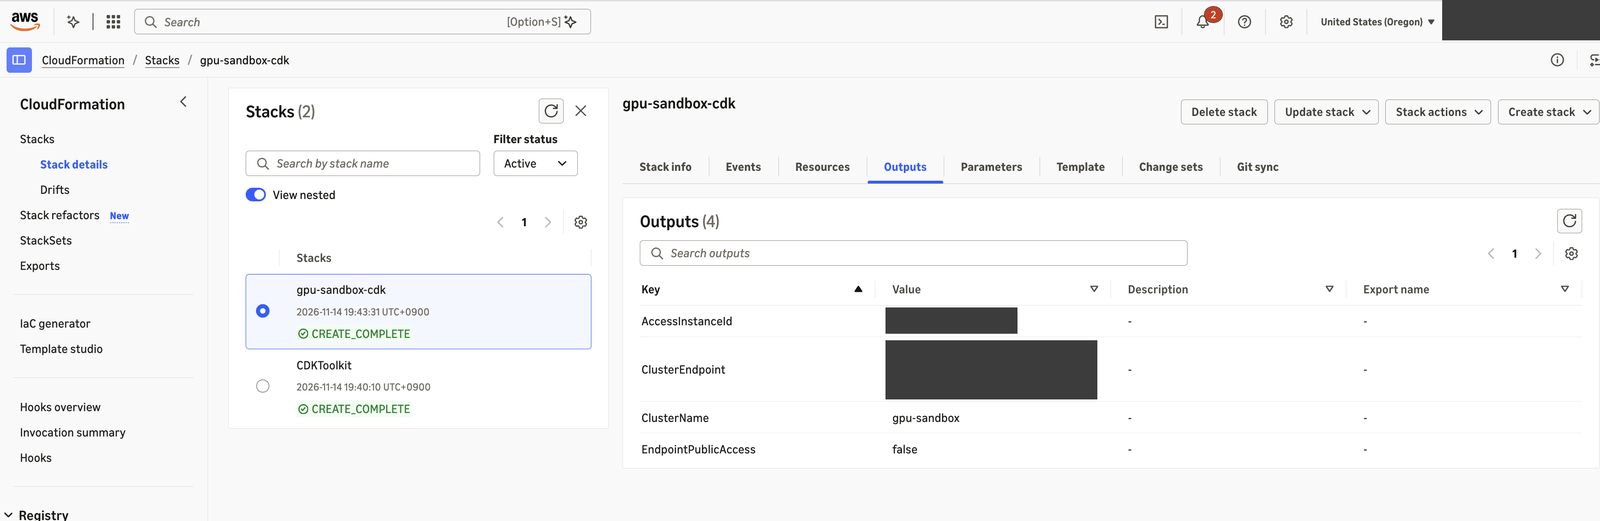 aws
Search [Option+S]
2
United States (Oregon)
CloudFormation / Stacks / gpu-sandbox-cdk
CloudFormation
Stacks
Stack details
Drifts
Stack refactors New
StackSets
Exports
IaC generator
Template studio
Hooks overview
Invocation summary
Hooks
Registry
Stacks (2)
Filter status
Search by stack name
Active
View nested
1
Stacks
gpu-sandbox-cdk
2026-11-14 19:43:31 UTC+0900
CREATE_COMPLETE
CDKToolkit
2026-11-14 19:40:10 UTC+0900
CREATE_COMPLETE
gpu-sandbox-cdk
Delete stack Update stack Stack actions Create stack
Stack info Events Resources Outputs Parameters Template Change sets Git sync
Outputs (4)
Search outputs
1
Key Value Description Export name
AccessInstanceId - -
ClusterEndpoint - -
ClusterName gpu-sandbox - -
EndpointPublicAccess false - -